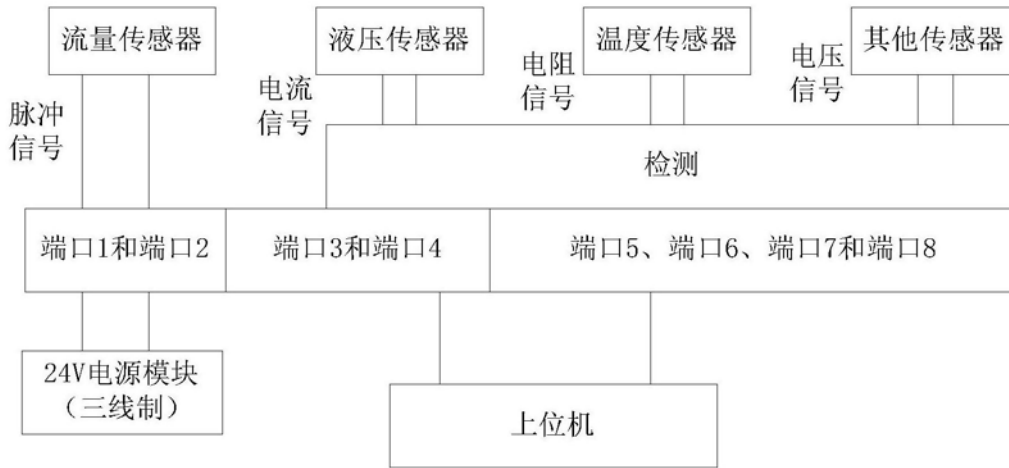 流量传感器
液压传感器
温度传感器
其他传感器
脉冲
信号
电流
信号
电阻
信号
电压
信号
检测
端口1和端口2
端口3和端口4
端口5、端口6、端口7和端口8
24V电源模块
（三线制）
上位机